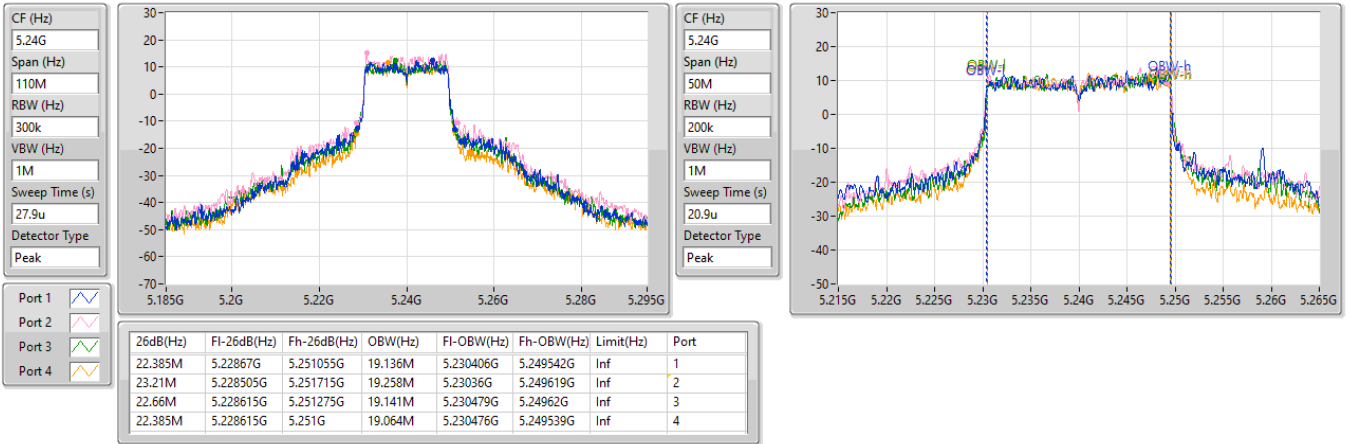 CF (Hz)
5.24G
Span (Hz)
110M
RBW (Hz)
300k
VBW (Hz)
1M
Sweep Time (s)
27.9u
Detector Type
Peak
30
20
10
0
-10
-20
-30
-40
-50
-60
-70
5.185G 5.2G 5.22G 5.24G 5.26G 5.28G 5.295G
CF (Hz)
5.24G
Span (Hz)
50M
RBW (Hz)
200k
VBW (Hz)
1M
Sweep Time (s)
20.9u
Detector Type
Peak
30
20
10
0
-10
-20
-30
-40
-50
OBW-l OBW-h
5.215G 5.22G 5.225G 5.23G 5.235G 5.24G 5.245G 5.25G 5.255G 5.26G 5.265G
Port 1
Port 2
Port 3
Port 4
26dB(Hz) Fl-26dB(Hz) Fh-26dB(Hz) OBW(Hz) Fl-OBW(Hz) Fh-OBW(Hz) Limit(Hz) Port
22.385M 5.22867G 5.251055G 19.136M 5.230406G 5.249542G Inf 1
23.21M 5.228505G 5.251715G 19.258M 5.23036G 5.249619G Inf 2
22.66M 5.228615G 5.251275G 19.141M 5.230479G 5.24962G Inf 3
22.385M 5.228615G 5.251G 19.064M 5.230476G 5.249539G Inf 4